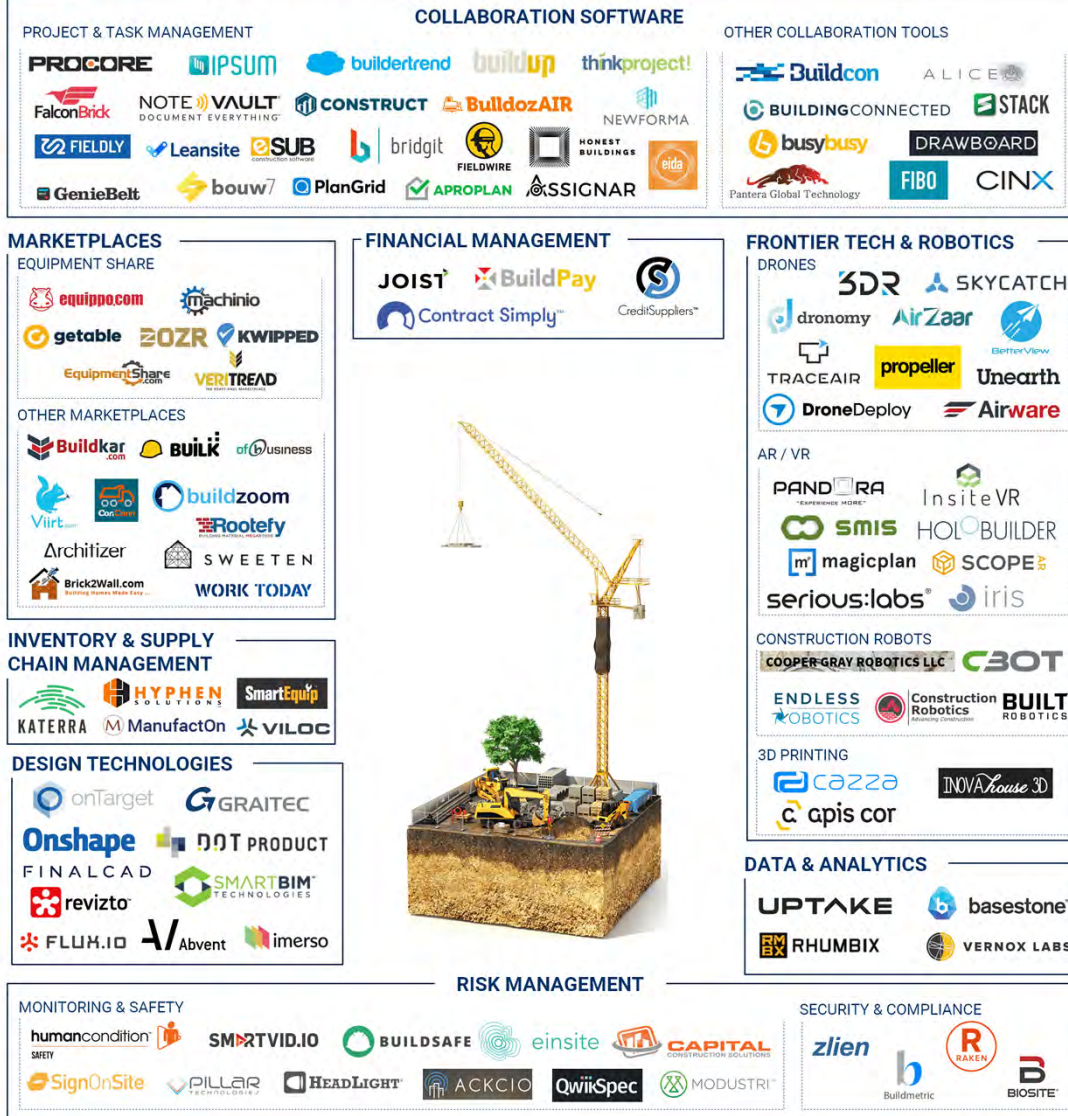 COLLABORATION SOFTWARE
PROJECT & TASK MANAGEMENT
PROCORE IPSUM buildertrend buildup thinkproject!
FalconBrick NOTE VAULT CONSTRUCT BulldozAIR NEWFORMA
DOCUMENT EVERYTHING
FIELDLY Leansite eSUB bridgit FIELDWIRE HONEST BUILDINGS eida
construction software
GenieBelt bouw7 PlanGrid APROPLAN ASSIGNAR
OTHER COLLABORATION TOOLS
Buildcon ALICE
BUILDINGCONNECTED STACK
busybusy DRAWBOARD
Pantera Global Technology FIBO CINX
MARKETPLACES
EQUIPMENT SHARE
equippo.com machinio
getable DOZR KWIPPED
EquipmentShare.com VERITREAD
OTHER MARKETPLACES
Buildkar.com BUILK ofbusiness
Viirt buildzoom
Rootefy
Architizer SWEETEN
Brick2Wall.com WORK TODAY
Building Homes Made Easy ...
FINANCIAL MANAGEMENT
JOIST BuildPay
Contract Simply™ CreditSuppliers™
FRONTIER TECH & ROBOTICS
DRONES
3DR SKYCATCH
dronomy AirZaar BetterView
TRACEAIR propeller Unearth
DroneDeploy Airware
AR / VR
PANDORA InsiteVR
"EXPERIENCE MORE"
SMIS HOLOBUILDER
magicplan SCOPE AR
serious:labs® iris
CONSTRUCTION ROBOTS
COOPER GRAY ROBOTICS LLC CBOT
ENDLESS ROBOTICS Construction Robotics BUILT ROBOTICS
Advancing Construction
3D PRINTING
cazza INOVAhouse 3D
apis cor
INVENTORY & SUPPLY
CHAIN MANAGEMENT
KATERRA HYPHEN SOLUTIONS SmartEquip
ManufactOn VILOC
DESIGN TECHNOLOGIES
onTarget GRAITEC
Onshape DOT PRODUCT
FINALCAD SMARTBIM TECHNOLOGIES
revizto
FLUX.IO Abvent imerso
DATA & ANALYTICS
UPTAKE basestone
RMBX RHUMBIX VERNOX LABS
RISK MANAGEMENT
MONITORING & SAFETY
humancondition SAFETY SMARTVID.IO BUILDSAFE einsite CAPITAL CONSTRUCTION SOLUTIONS
SignOnSite PILLAR TECHNOLOGIES HEADLIGHT ACKCIO QwikSpec MODUSTRI
SECURITY & COMPLIANCE
zlien Buildmetric RAKEN BIOSITE